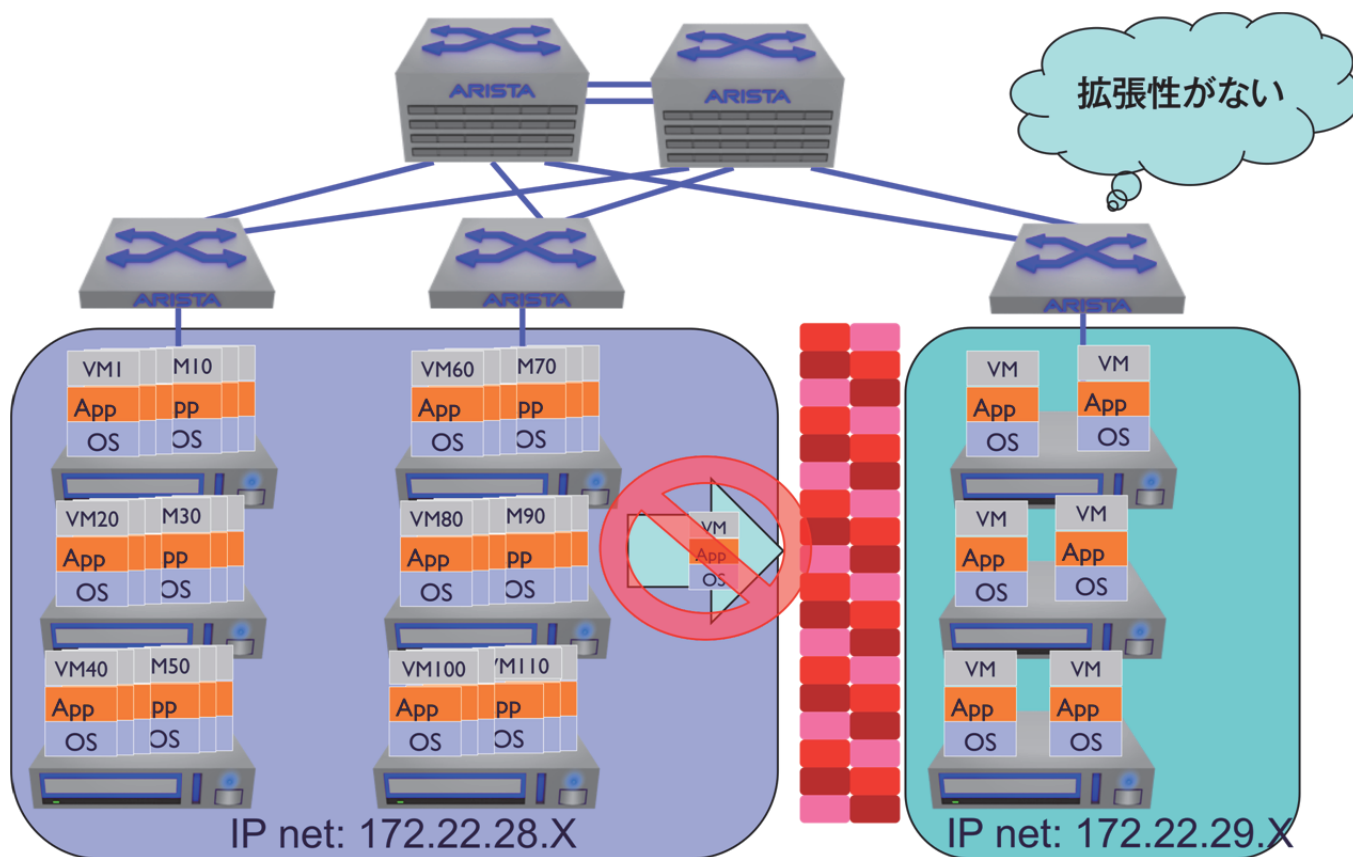 ARISTA
ARISTA
拡張性がない
ARISTA
ARISTA
ARISTA
VM1
App
OS
M10
pp
OS
VM60
App
OS
M70
pp
OS
VM
App
OS
VM
App
OS
VM20
App
OS
M30
pp
OS
VM80
App
OS
M90
pp
OS
VM
App
OS
VM
App
OS
VM
App
OS
VM40
App
OS
M50
pp
OS
VM100
App
OS
VM110
pp
OS
VM
App
OS
VM
App
OS
IP net: 172.22.28.X
IP net: 172.22.29.X